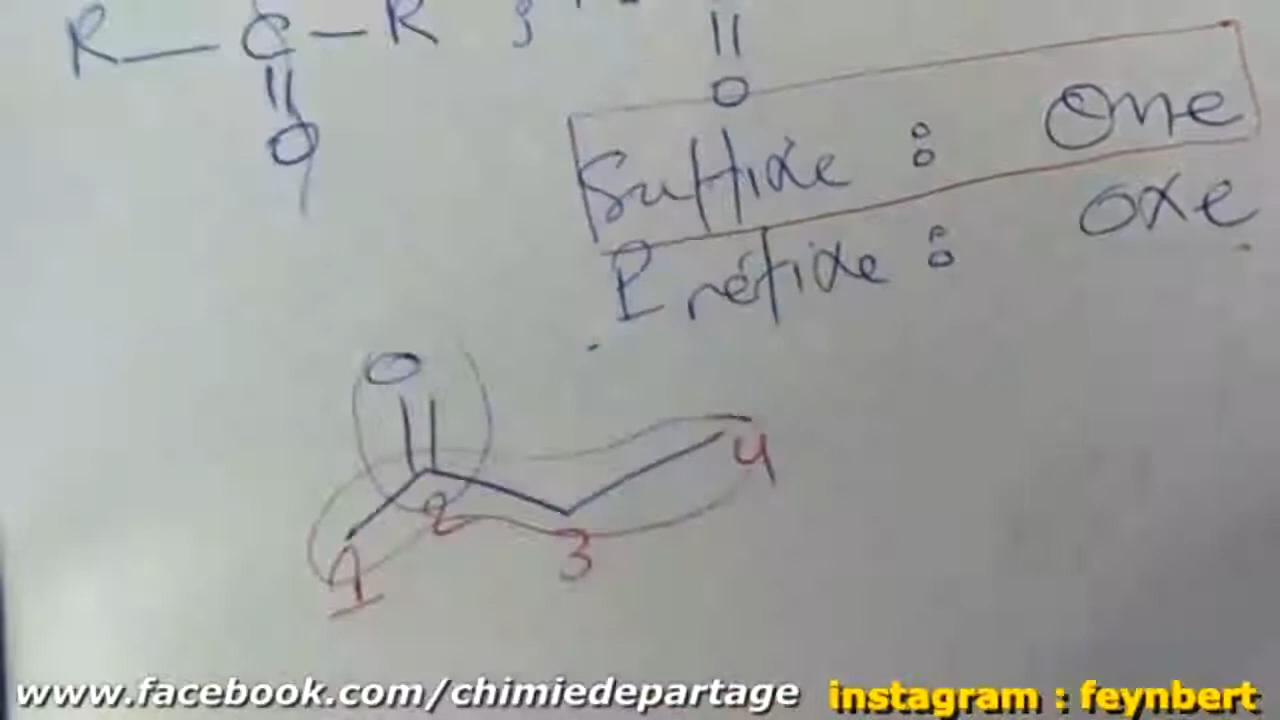 R — C — R ;
||
O
||
O
Suffixe : One
Préfixe : oxe
O
1 2 3 4
www.facebook.com/chimiedepartage
instagram : feynbert